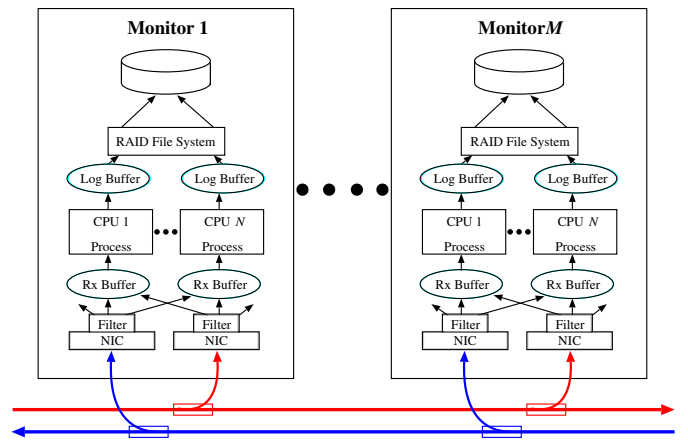 Monitor 1
MonitorM
RAID File System
RAID File System
Log Buffer
Log Buffer
Log Buffer
Log Buffer
CPU 1
Process
CPU N
Process
CPU 1
Process
CPU N
Process
Rx Buffer
Rx Buffer
Rx Buffer
Rx Buffer
Filter
Filter
Filter
Filter
NIC
NIC
NIC
NIC